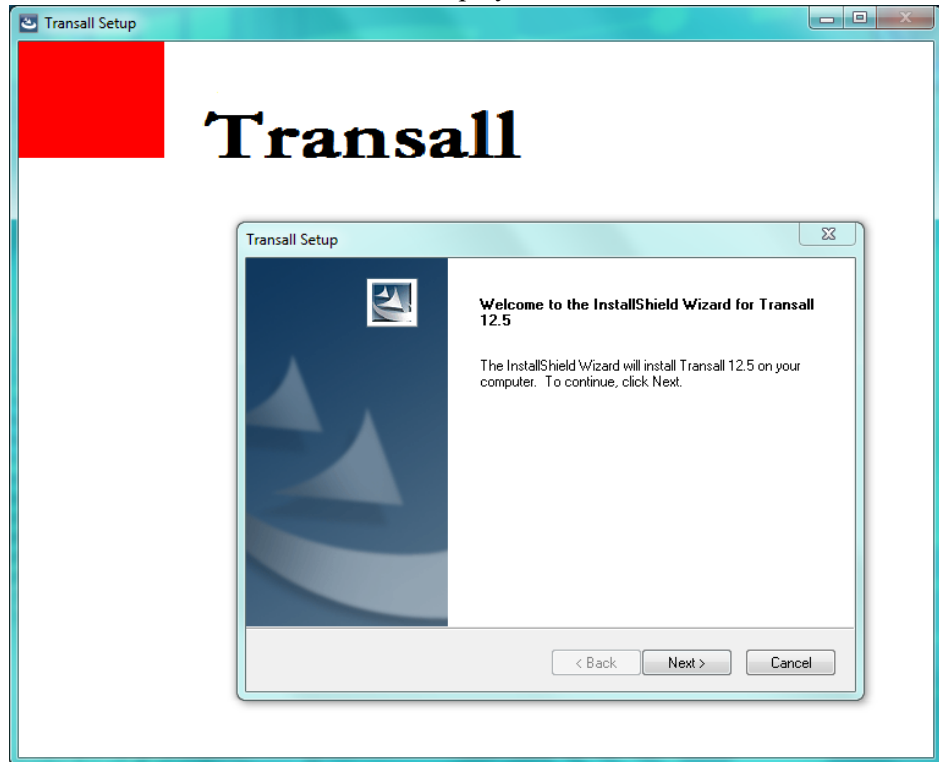 Transall Setup
Transall
Transall Setup
Welcome to the InstallShield Wizard for Transall
12.5
The InstallShield Wizard will install Transall 12.5 on your
computer. To continue, click Next.
< Back
Next >
Cancel